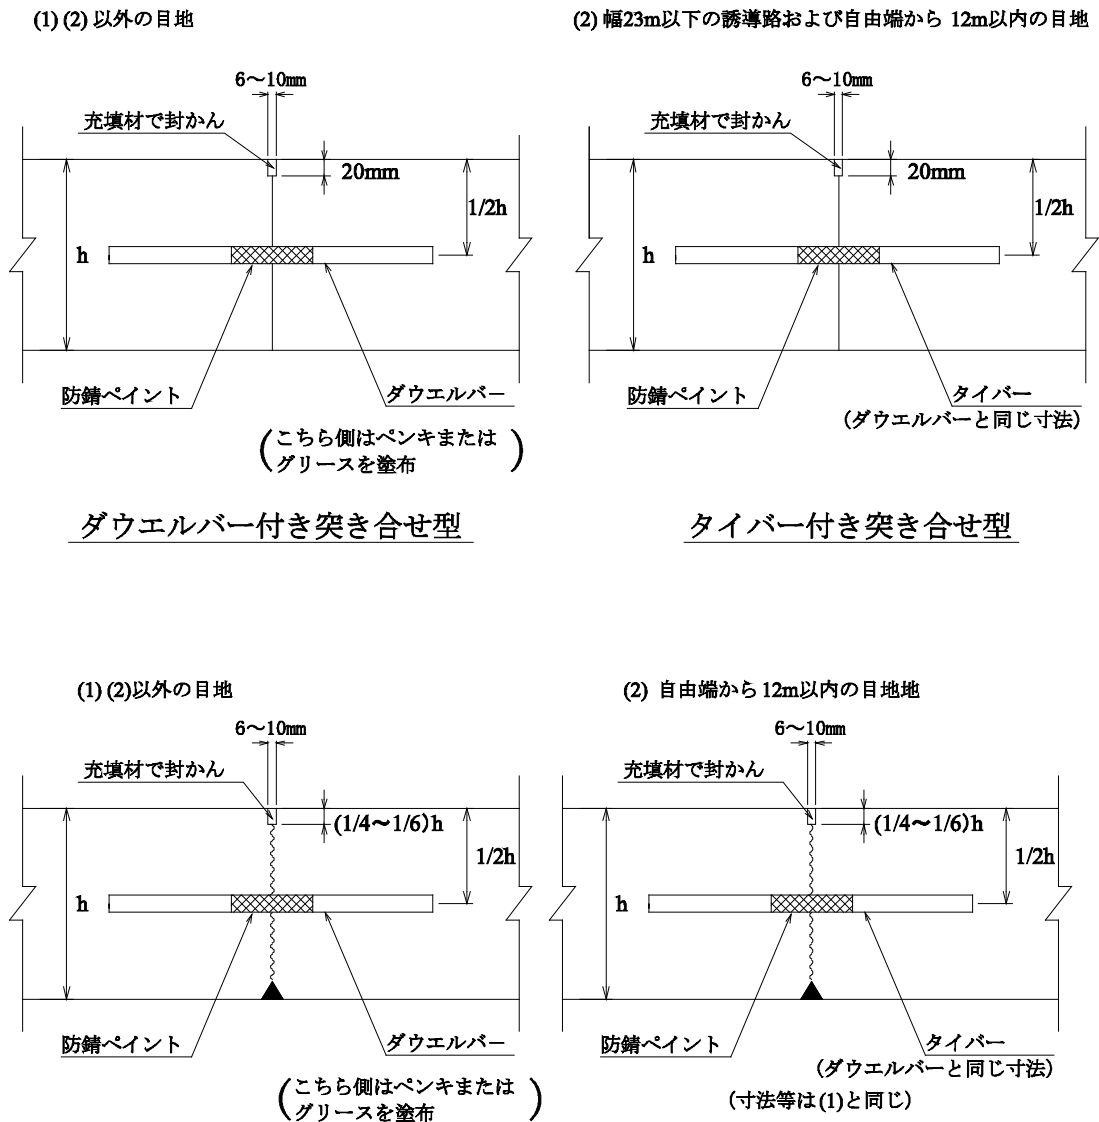 (1) (2) 以外の目地
6～10mm
充填材で封かん
20mm
1/2h
h
防錆ペイント
ダウエルバー
(こちら側はペンキまたは
グリースを塗布)
ダウエルバー付き突き合せ型
(2) 幅23m以下の誘導路および自由端から 12m以内の目地
6～10mm
充填材で封かん
20mm
1/2h
h
防錆ペイント
タイバー
(ダウエルバーと同じ寸法)
タイバー付き突き合せ型
(1) (2)以外の目地
6～10mm
充填材で封かん
(1/4～1/6)h
1/2h
h
防錆ペイント
ダウエルバー
(こちら側はペンキまたは
グリースを塗布)
(2) 自由端から 12m以内の目地地
6～10mm
充填材で封かん
(1/4～1/6)h
1/2h
h
防錆ペイント
タイバー
(ダウエルバーと同じ寸法)
(寸法等は(1)と同じ)